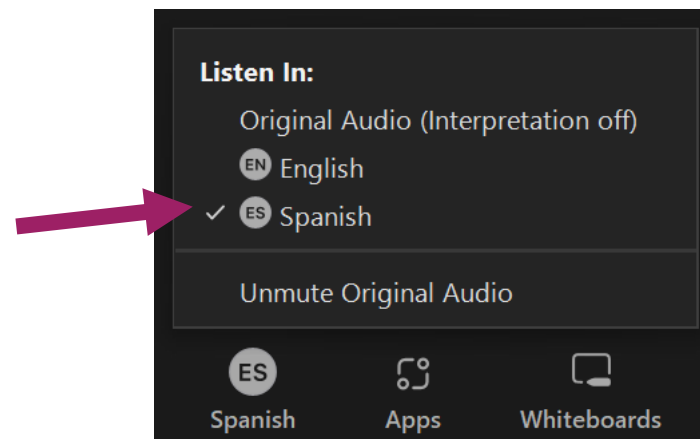 Listen In:
Original Audio (Interpretation off)
EN English
ES Spanish
Unmute Original Audio
ES
Spanish Apps Whiteboards